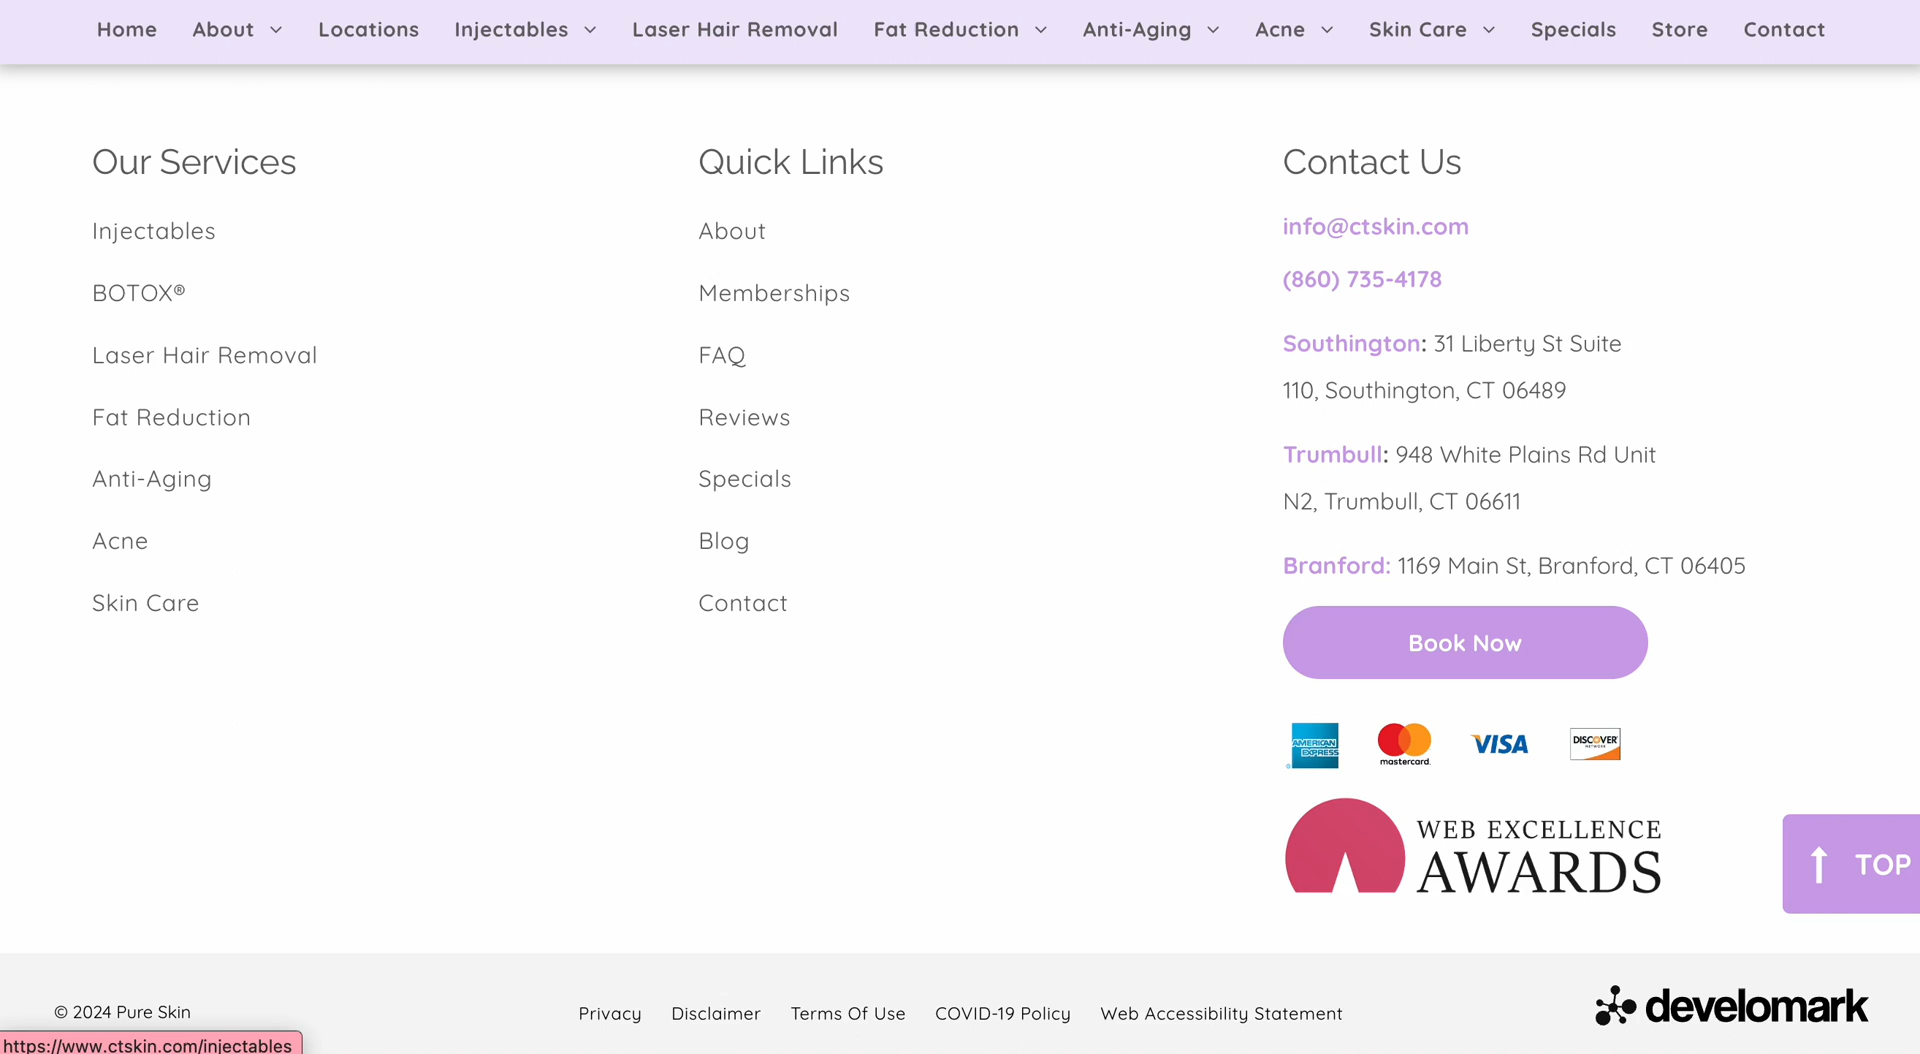 Home About Locations Injectables Laser Hair Removal Fat Reduction Anti-Aging Acne Skin Care Specials Store Contact
Our Services
Injectables
BOTOX®
Laser Hair Removal
Fat Reduction
Anti-Aging
Acne
Skin Care
Quick Links
About
Memberships
FAQ
Reviews
Specials
Blog
Contact
Contact Us
info@ctskin.com
(860) 735-4178
Southington: 31 Liberty St Suite
110, Southington, CT 06489
Trumbull: 948 White Plains Rd Unit
N2, Trumbull, CT 06611
Branford: 1169 Main St, Branford, CT 06405
Book Now
AMERICAN
EXPRESS
mastercard.
VISA
DISCOVER
NETWORK
WEB EXCELLENCE
AWARDS
TOP
© 2024 Pure Skin
Privacy Disclaimer Terms Of Use COVID-19 Policy Web Accessibility Statement
develomark
https://www.ctskin.com/injectables